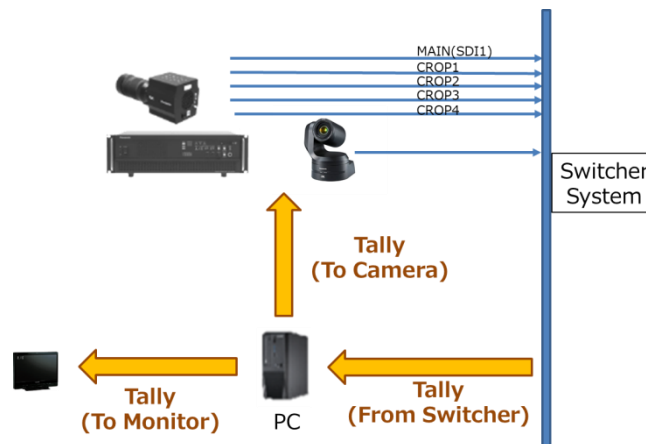 MAIN(SDI1)
CROP1
CROP2
CROP3
CROP4
Switcher
System
Tally
(To Camera)
Tally
(To Monitor)
PC
Tally
(From Switcher)